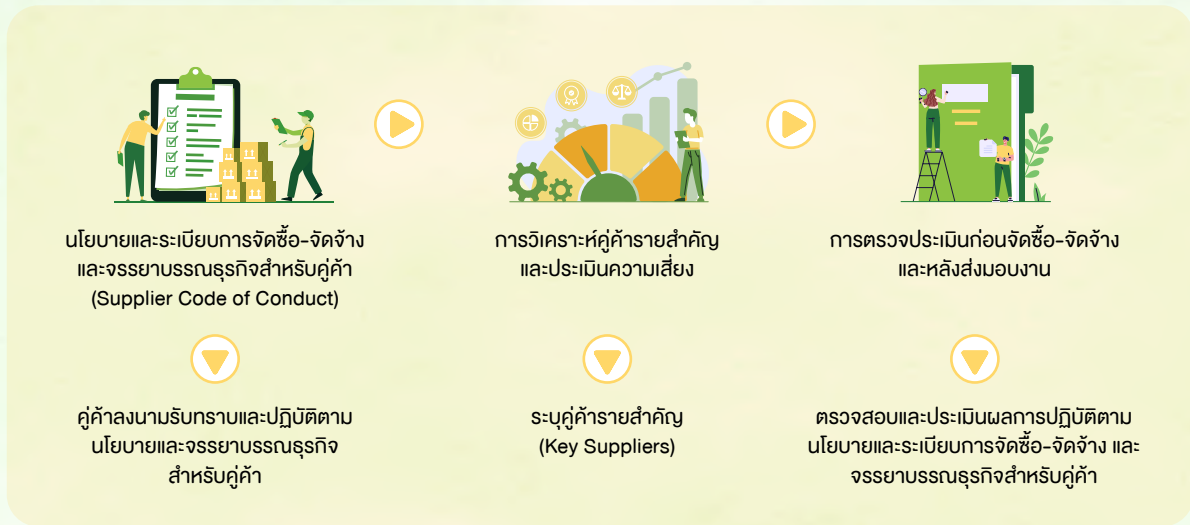 นโยบายและระเบียบการจัดซื้อ-จัดจ้าง
และจรรยาบรรณธุรกิจสำหรับคู่ค้า
(Supplier Code of Conduct)
การวิเคราะห์คู่ค้ารายสำคัญ
และประเมินความเสี่ยง
การตรวจประเมินก่อนจัดซื้อ-จัดจ้าง
และหลังส่งมอบงาน
คู่ค้าลงนามรับทราบและปฏิบัติตาม
นโยบายและจรรยาบรรณธุรกิจ
สำหรับคู่ค้า
ระบุคู่ค้ารายสำคัญ
(Key Suppliers)
ตรวจสอบและประเมินผลการปฏิบัติตาม
นโยบายและระเบียบการจัดซื้อ-จัดจ้าง และ
จรรยาบรรณธุรกิจสำหรับคู่ค้า